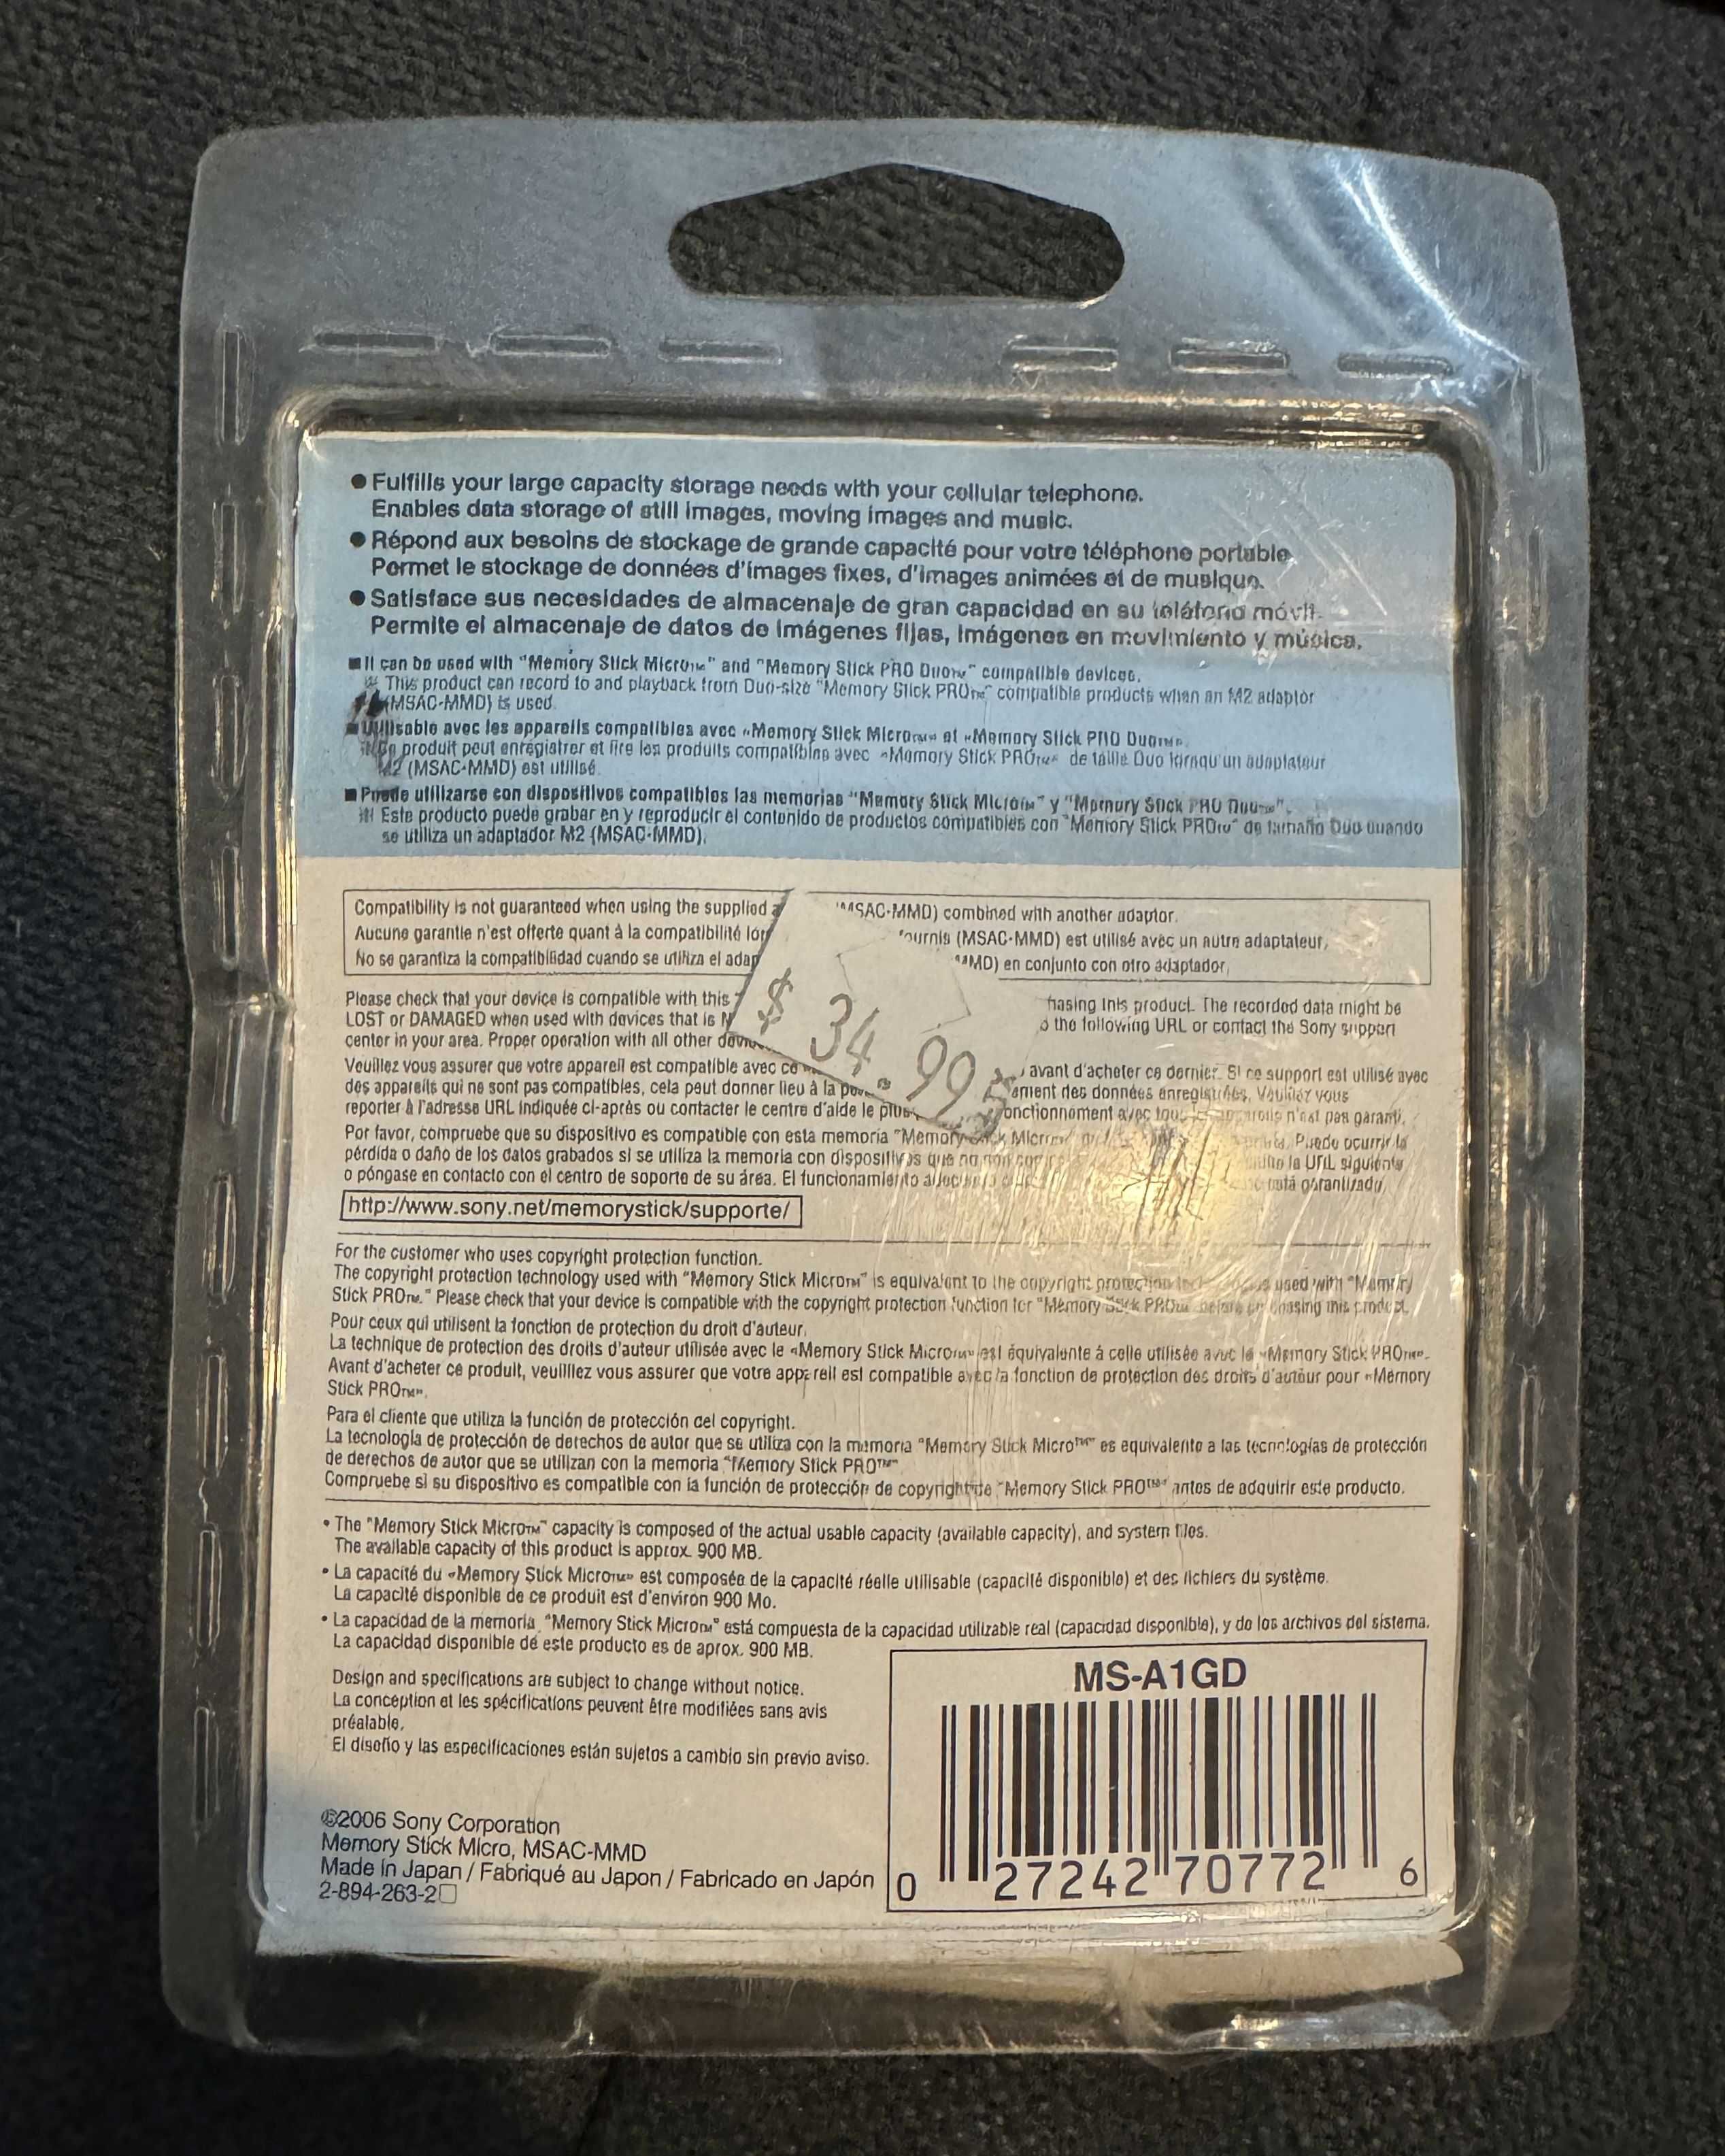 ● Fulfills your large capacity storage needs with your cellular telephone.
Enables data storage of still images, moving images and music.
● Répond aux besoins de stockage de grande capacité pour votre téléphone portable.
Permet le stockage de données d'images fixes, d'images animées et de musique.
● Satisface sus necesidades de almacenaje de gran capacidad en su teléfono móvil.
Permite el almacenaje de datos de imágenes fijas, imágenes en movimiento y música.
■ It can be used with "Memory Stick Micro™" and "Memory Stick PRO Duo™" compatible devices.
※ This product can record to and playback from Duo-size "Memory Stick PRO™" compatible products when an M2 adaptor
(MSAC-MMD) is used.
■ Utilisable avec les appareils compatibles avec «Memory Stick Micro™» et «Memory Stick PRO Duo™».
※ Ce produit peut enregistrer et lire les produits compatibles avec «Memory Stick PRO™» de taille Duo lorsqu'un adaptateur
M2 (MSAC-MMD) est utilisé.
■ Puede utilizarse con dispositivos compatibles las memorias "Memory Stick Micro™" y "Memory Stick PRO Duo™".
※ Este producto puede grabar en y reproducir el contenido de productos compatibles con "Memory Stick PRO™" de tamaño Duo cuando
se utiliza un adaptador M2 (MSAC-MMD).
Compatibility is not guaranteed when using the supplied (MSAC-MMD) combined with another adaptor.
Aucune garantie n'est offerte quant à la compatibilité fournis (MSAC-MMD) est utilisé avec un autre adaptateur.
No se garantiza la compatibilidad cuando se utiliza el en conjunto con otro adaptador.
$ 34.99
Please check that your device is compatible with this this product. The recorded data might be
LOST or DAMAGED when used with devices that is the following URL or contact the Sony support
center in your area. Proper operation with all other
Veuillez vous assurer que votre appareil est compatible avec avant d'acheter ce dernier. Si ce support est utilisé avec
des appareils qui ne sont pas compatibles, cela peut donner lieu à la des données enregistrées. Veuillez vous
reporter à l'adresse URL indiquée ci-après ou contacter le centre d'aide le plus avec tous les appareils n'est pas garanti.
Por favor, compruebe que su dispositivo es compatible con esta memoria "Memory Stick Puede ocurrir la
pérdida o daño de los datos grabados si se utiliza la memoria con dispositivos que no la URL siguiente
o póngase en contacto con el centro de soporte de su área. El funcionamiento está garantizado.
http://www.sony.net/memorystick/supporte/
For the customer who uses copyright protection function.
The copyright protection technology used with "Memory Stick Micro™" is equivalent to the copyright protection used with "Memory
Stick PRO™." Please check that your device is compatible with the copyright protection function for "Memory Stick PRO™" before purchasing this product.
Pour ceux qui utilisent la fonction de protection du droit d'auteur.
La technique de protection des droits d'auteur utilisée avec le «Memory Stick Micro™» est équivalente à celle utilisée avec le «Memory Stick PRO™».
Avant d'acheter ce produit, veuilllez vous assurer que votre appareil est compatible avec la fonction de protection des droits d'auteur pour «Memory
Stick PRO™».
Para el cliente que utiliza la función de protección del copyright.
La tecnología de protección de derechos de autor que se utiliza con la memoria "Memory Stick Micro™" es equivalente a las tecnologías de protección
de derechos de autor que se utilizan con la memoria "Memory Stick PRO™"
Compruebe si su dispositivo es compatible con la función de protección de copyright de "Memory Stick PRO™" antes de adquirir este producto.
• The "Memory Stick Micro™" capacity is composed of the actual usable capacity (available capacity), and system files.
The available capacity of this product is approx. 900 MB.
• La capacité du «Memory Stick Micro™» est composée de la capacité réelle utilisable (capacité disponible) et des fichiers du système.
La capacité disponible de ce produit est d'environ 900 Mo.
• La capacidad de la memoria "Memory Stick Micro™" está compuesta de la capacidad utilizable real (capacidad disponible), y de los archivos del sistema.
La capacidad disponible de este producto es de aprox. 900 MB.
Design and specifications are subject to change without notice.
La conception et les spécifications peuvent être modifiées sans avis
préalable.
El diseño y las especificaciones están sujetos a cambio sin previo aviso.
©2006 Sony Corporation
Memory Stick Micro, MSAC-MMD
Made in Japan / Fabriqué au Japon / Fabricado en Japón
2-894-263-2□
MS-A1GD
0 27242 70772 6